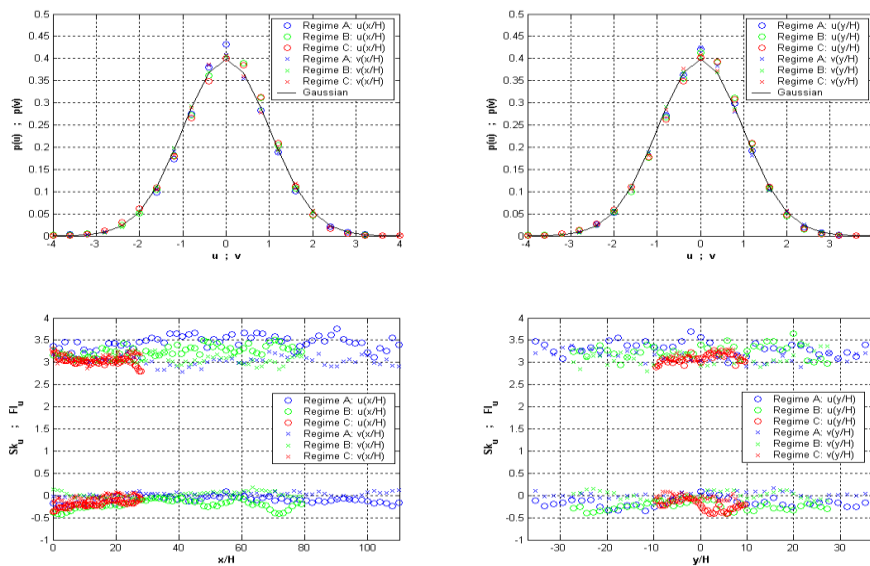 0.5
0.45
0.4
0.35
0.3
0.25
0.2
0.15
0.1
0.05
0
p(u) ; p(v)
-4 -3 -2 -1 0 1 2 3 4
u ; v
Regime A: u(x/H)
Regime B: u(x/H)
Regime C: u(x/H)
Regime A: v(x/H)
Regime B: v(x/H)
Regime C: v(x/H)
Gaussian
0.5
0.45
0.4
0.35
0.3
0.25
0.2
0.15
0.1
0.05
0
p(u) ; p(v)
-4 -3 -2 -1 0 1 2 3
u ; v
Regime A: u(y/H)
Regime B: u(y/H)
Regime C: u(y/H)
Regime A: v(y/H)
Regime B: v(y/H)
Regime C: v(y/H)
Gaussian
4
3.5
3
2.5
2
1.5
1
0.5
0
-0.5
-1
Sku ; Flu
0 20 40 60 80 100
x/H
Regime A: u(x/H)
Regime B: u(x/H)
Regime C: u(x/H)
Regime A: v(x/H)
Regime B: v(x/H)
Regime C: v(x/H)
4
3.5
3
2.5
2
1.5
1
0.5
0
-0.5
-1
Sku ; Flu
-30 -20 -10 0 10 20 30
y/H
Regime A: u(y/H)
Regime B: u(y/H)
Regime C: u(y/H)
Regime A: v(y/H)
Regime B: v(y/H)
Regime C: v(y/H)